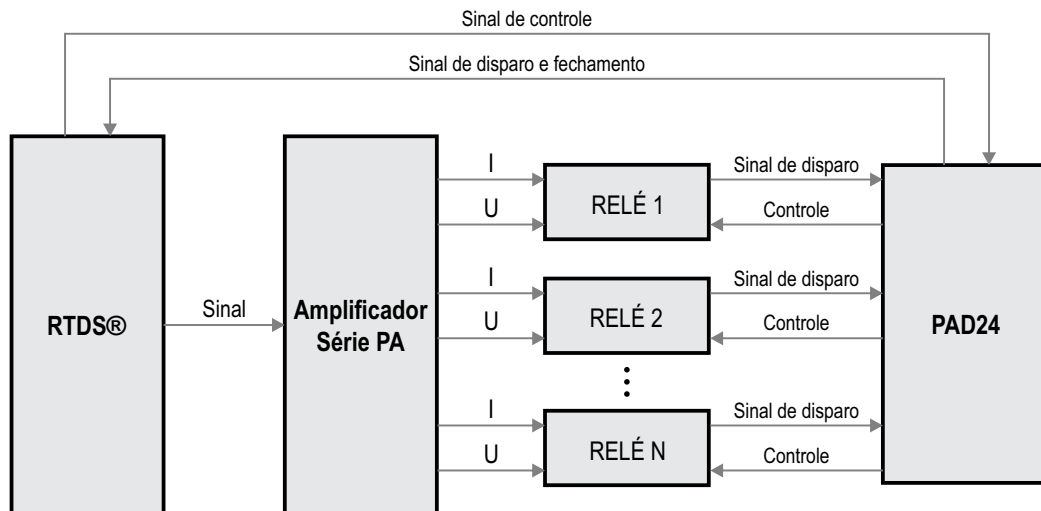 Sinal de controle
Sinal de disparo e fechamento
RTDS®
Sinal
Amplificador
Série PA
I
U
RELÉ 1
Sinal de disparo
Controle
I
U
RELÉ 2
Sinal de disparo
Controle
I
U
RELÉ N
Sinal de disparo
Controle
PAD24